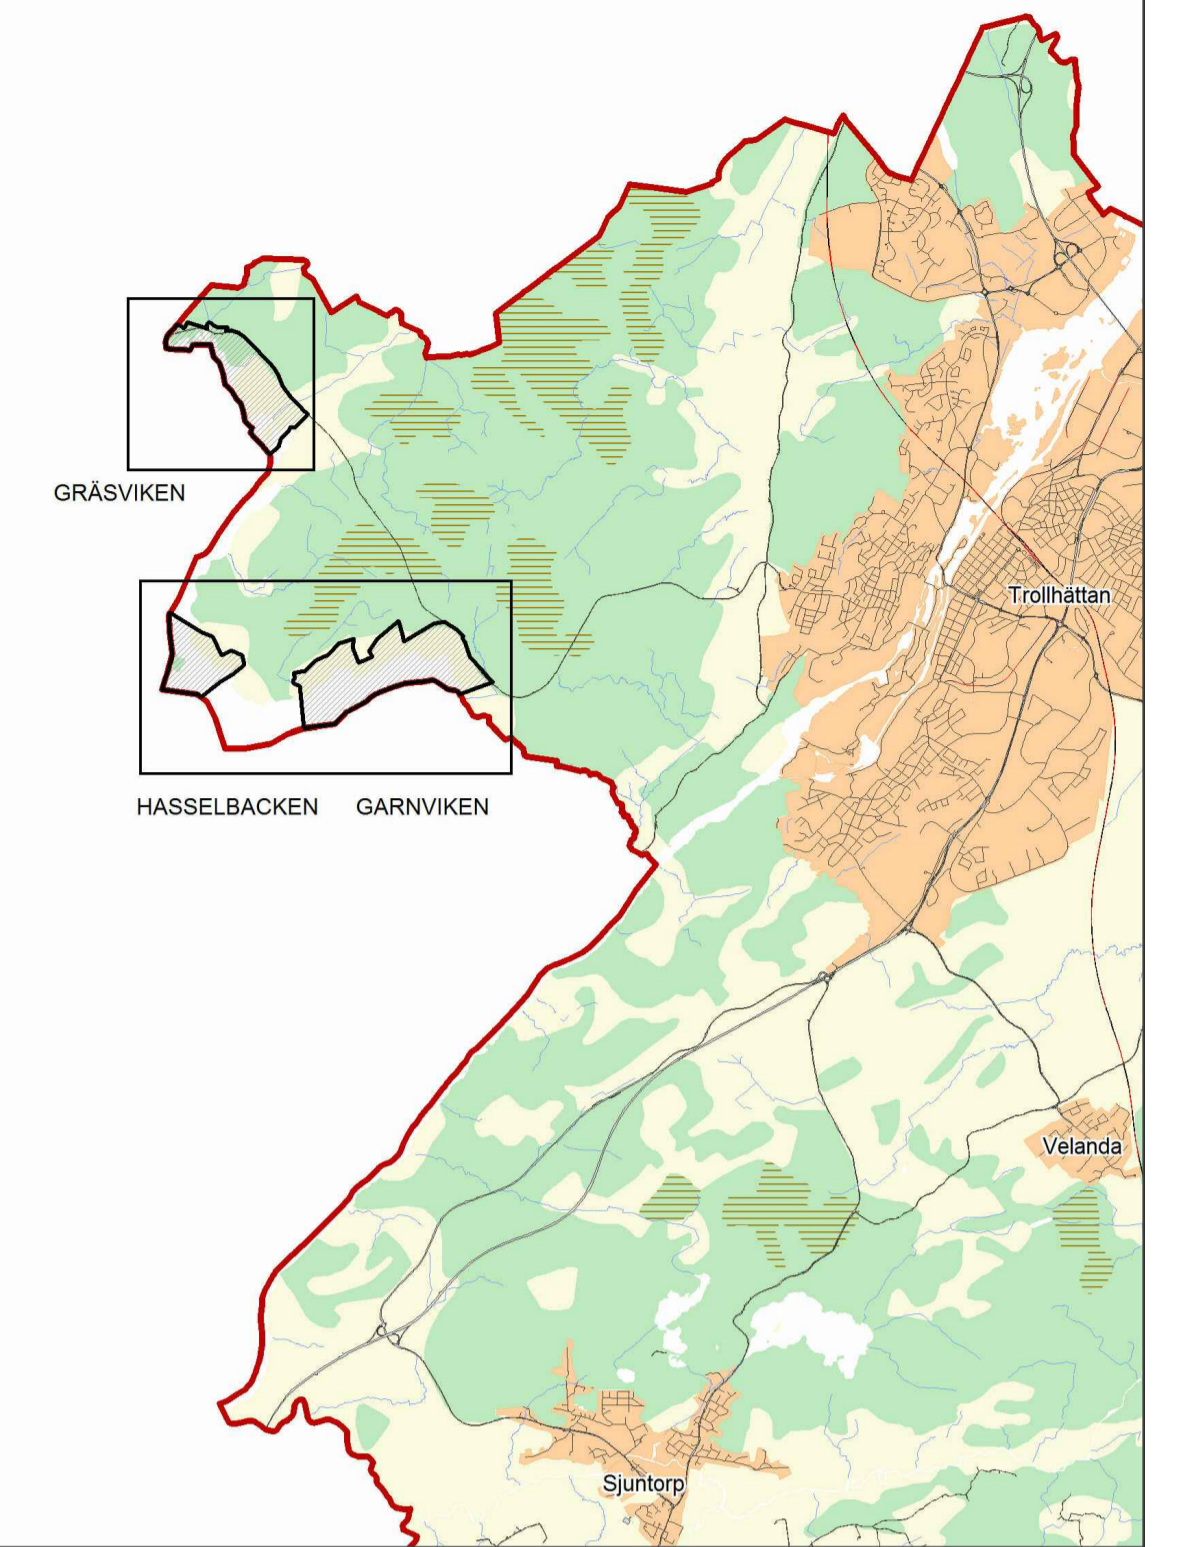 GRÄSVIKEN
Trollhättan
HASSELBACKEN GARNVIKEN
Velanda
Sjuntorp